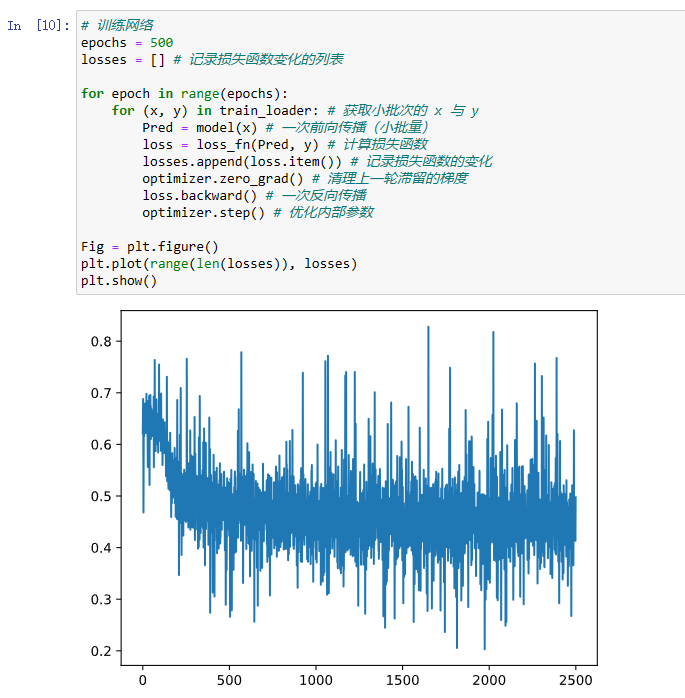 In [10]: # 训练网络
epochs = 500
losses = [] # 记录损失函数变化的列表
for epoch in range(epochs):
    for (x, y) in train_loader: # 获取小批次的 x 与 y
        Pred = model(x) # 一次前向传播（小批量）
        loss = loss_fn(Pred, y) # 计算损失函数
        losses.append(loss.item()) # 记录损失函数的变化
        optimizer.zero_grad() # 清理上一轮滞留的梯度
        loss.backward() # 一次反向传播
        optimizer.step() # 优化内部参数
Fig = plt.figure()
plt.plot(range(len(losses)), losses)
plt.show()
0.8
0.7
0.6
0.5
0.4
0.3
0.2
0 500 1000 1500 2000 2500